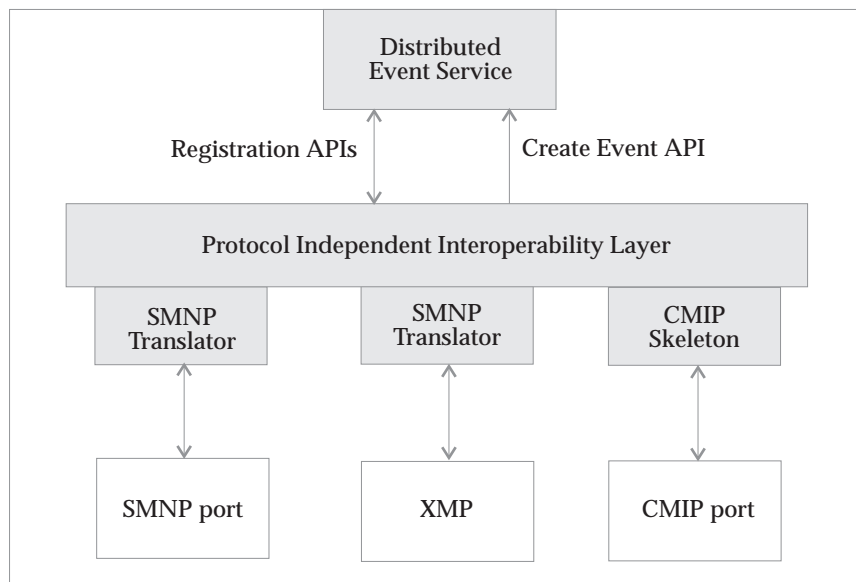 Distributed
Event Service
Registration APIs
Create Event API
Protocol Independent Interoperability Layer
SMNP
Translator
SMNP
Translator
CMIP
Skeleton
SMNP port
XMP
CMIP port